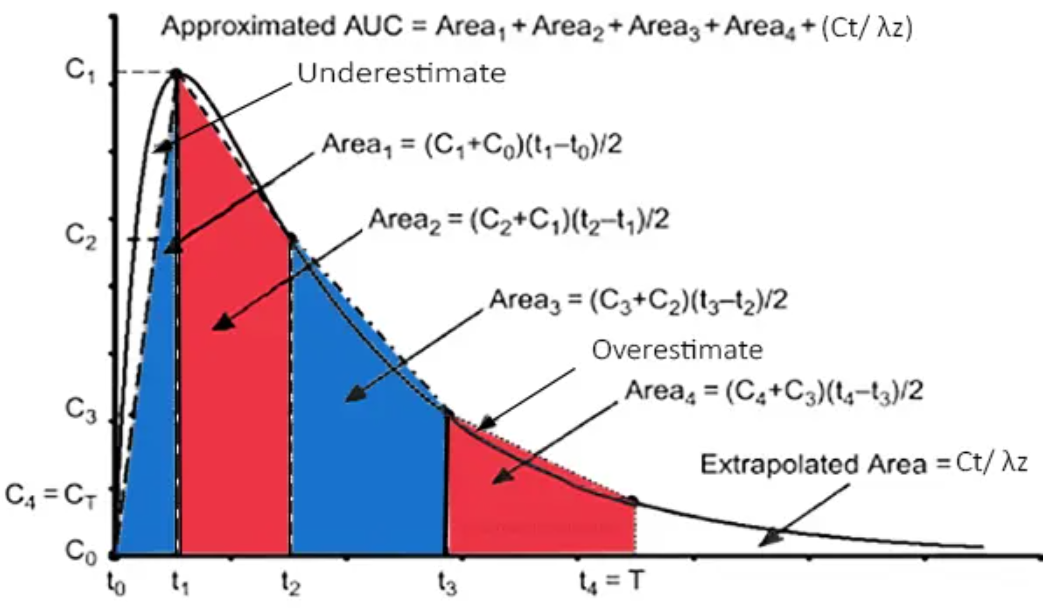 Approximated AUC = Area₁ + Area₂ + Area₃ + Area₄ + (Ct/ λz)
C₁
Underestimate
Area₁ = (C₁+C₀)(t₁–t₀)/2
Area₂ = (C₂+C₁)(t₂–t₁)/2
C₂
Area₃ = (C₃+C₂)(t₃–t₂)/2
Overestimate
Area₄ = (C₄+C₃)(t₄–t₃)/2
C₃
Extrapolated Area = Ct/ λz
C₄ = C_T
C₀
t₀ t₁ t₂ t₃ t₄ = T